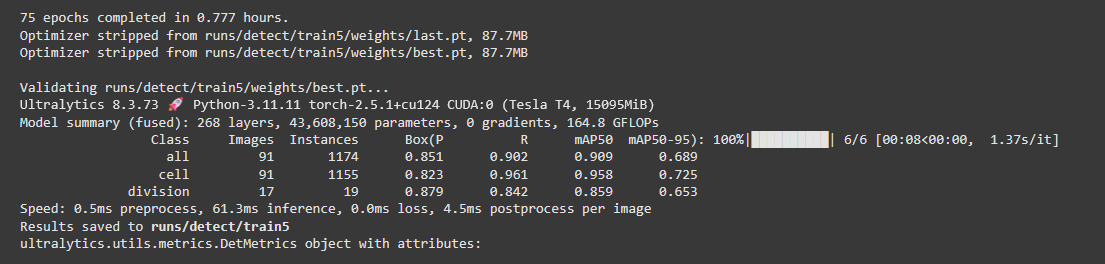 75 epochs completed in 0.777 hours.
Optimizer stripped from runs/detect/train5/weights/last.pt, 87.7MB
Optimizer stripped from runs/detect/train5/weights/best.pt, 87.7MB
Validating runs/detect/train5/weights/best.pt...
Ultralytics 8.3.73 🚀 Python-3.11.11 torch-2.5.1+cu124 CUDA:0 (Tesla T4, 15095MiB)
Model summary (fused): 268 layers, 43,608,150 parameters, 0 gradients, 164.8 GFLOPs
Class Images Instances Box(P R mAP50 mAP50-95): 100%|██████████| 6/6 [00:08<00:00, 1.37s/it]
all 91 1174 0.851 0.902 0.909 0.689
cell 91 1155 0.823 0.961 0.958 0.725
division 17 19 0.879 0.842 0.859 0.653
Speed: 0.5ms preprocess, 61.3ms inference, 0.0ms loss, 4.5ms postprocess per image
Results saved to runs/detect/train5
ultralytics.utils.metrics.DetMetrics object with attributes: